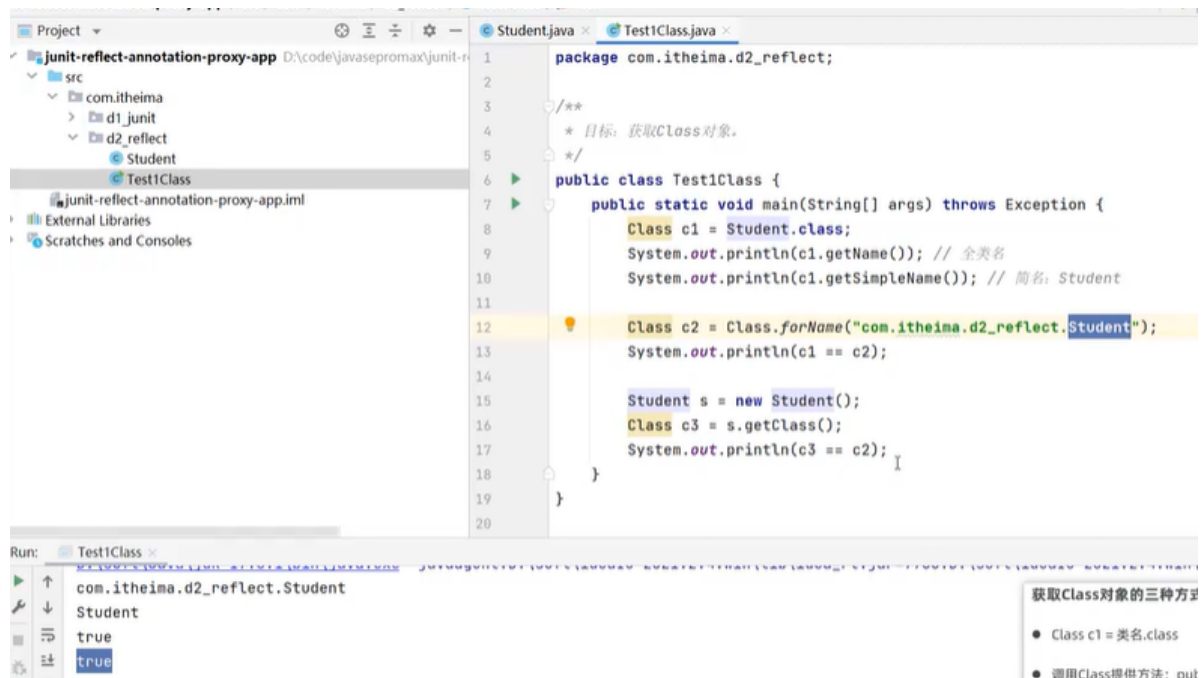 Project
Student.java
Test1Class.java
junit-reflect-annotation-proxy-app D:\code\javasepromax\junit-r
src
com.itheima
d1_junit
d2_reflect
Student
Test1Class
junit-reflect-annotation-proxy-app.iml
External Libraries
Scratches and Consoles
1 package com.itheima.d2_reflect;
2
3 /**
4 * 目标：获取Class对象。
5 */
6 public class Test1Class {
7 public static void main(String[] args) throws Exception {
8 Class c1 = Student.class;
9 System.out.println(c1.getName()); // 全类名
10 System.out.println(c1.getSimpleName()); // 简名：Student
11
12 Class c2 = Class.forName("com.itheima.d2_reflect.Student");
13 System.out.println(c1 == c2);
14
15 Student s = new Student();
16 Class c3 = s.getClass();
17 System.out.println(c3 == c2);
18 }
19 }
20
Run: Test1Class
com.itheima.d2_reflect.Student
Student
true
true
获取Class对象的三种方式
● Class c1 = 类名.class
● 调用Class提供方法：pub